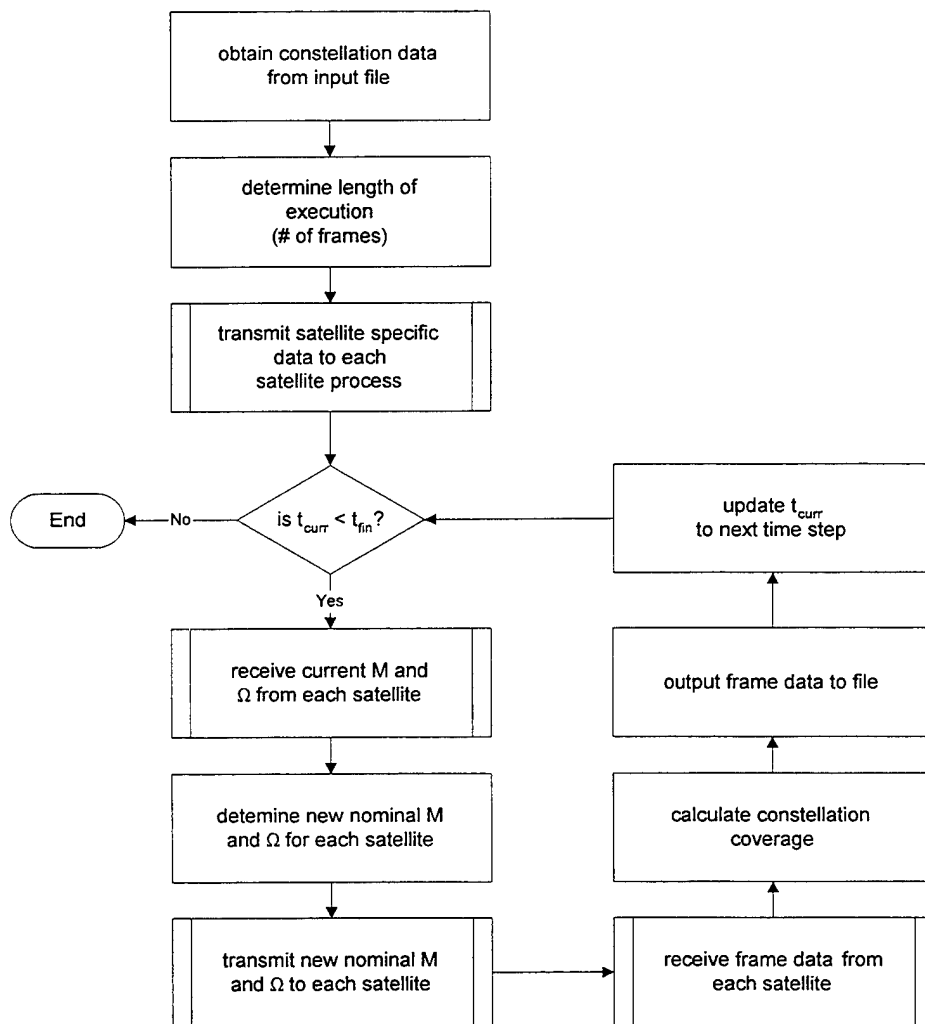 obtain constellation data
from input file
determine length of
execution
(# of frames)
transmit satellite specific
data to each
satellite process
is t_curr < t_fin?
No
End
Yes
receive current M and
Ω from each satellite
detemine new nominal M
and Ω for each satellite
transmit new nominal M
and Ω to each satellite
receive frame data from
each satellite
calculate constellation
coverage
output frame data to file
update t_curr
to next time step